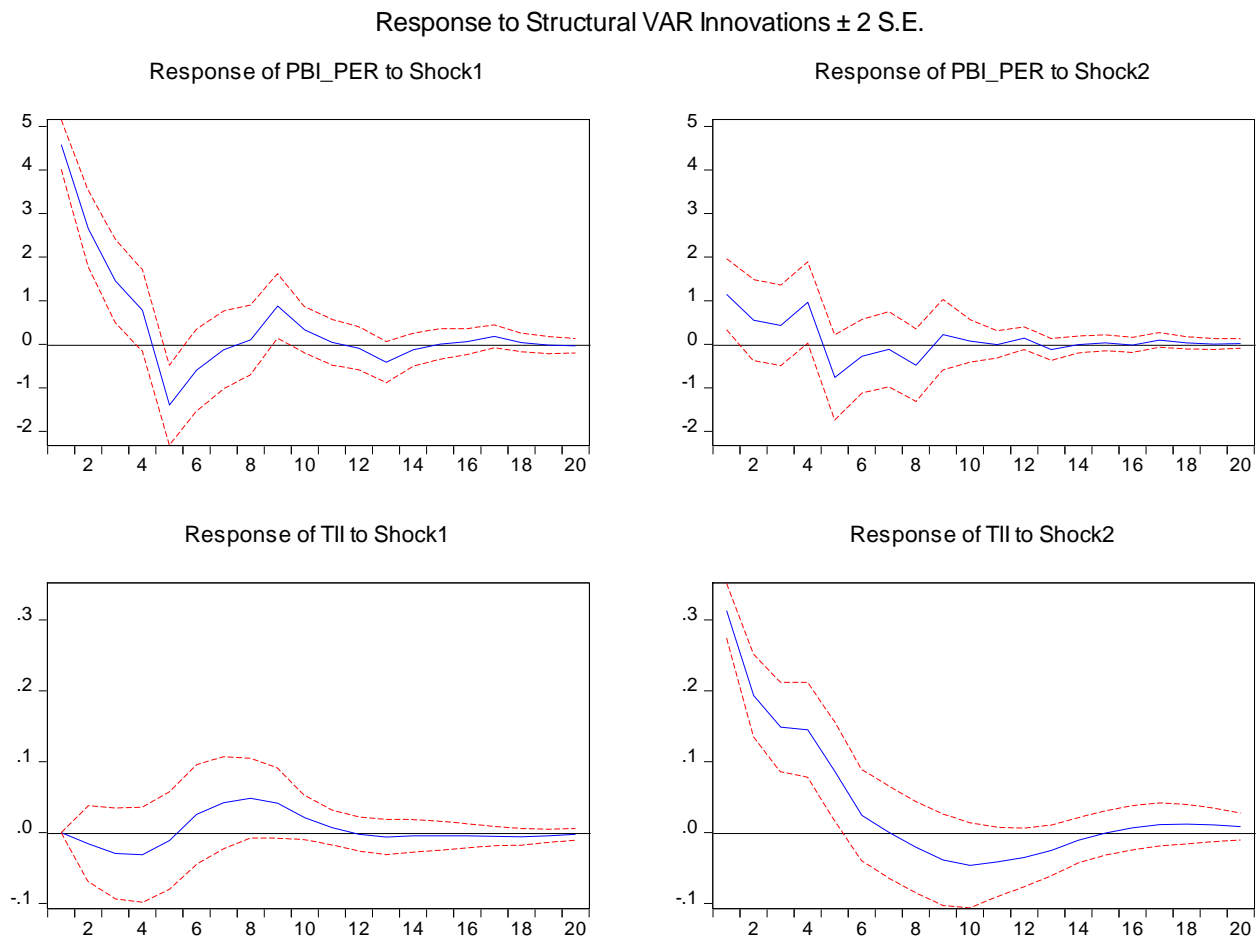 Response to Structural VAR Innovations ± 2 S.E.
Response of PBI_PER to Shock1
5
4
3
2
1
0
-1
-2
2 4 6 8 10 12 14 16 18 20
Response of PBI_PER to Shock2
5
4
3
2
1
0
-1
-2
2 4 6 8 10 12 14 16 18 20
Response of TII to Shock1
.3
.2
.1
.0
-.1
2 4 6 8 10 12 14 16 18 20
Response of TII to Shock2
.3
.2
.1
.0
-.1
2 4 6 8 10 12 14 16 18 20